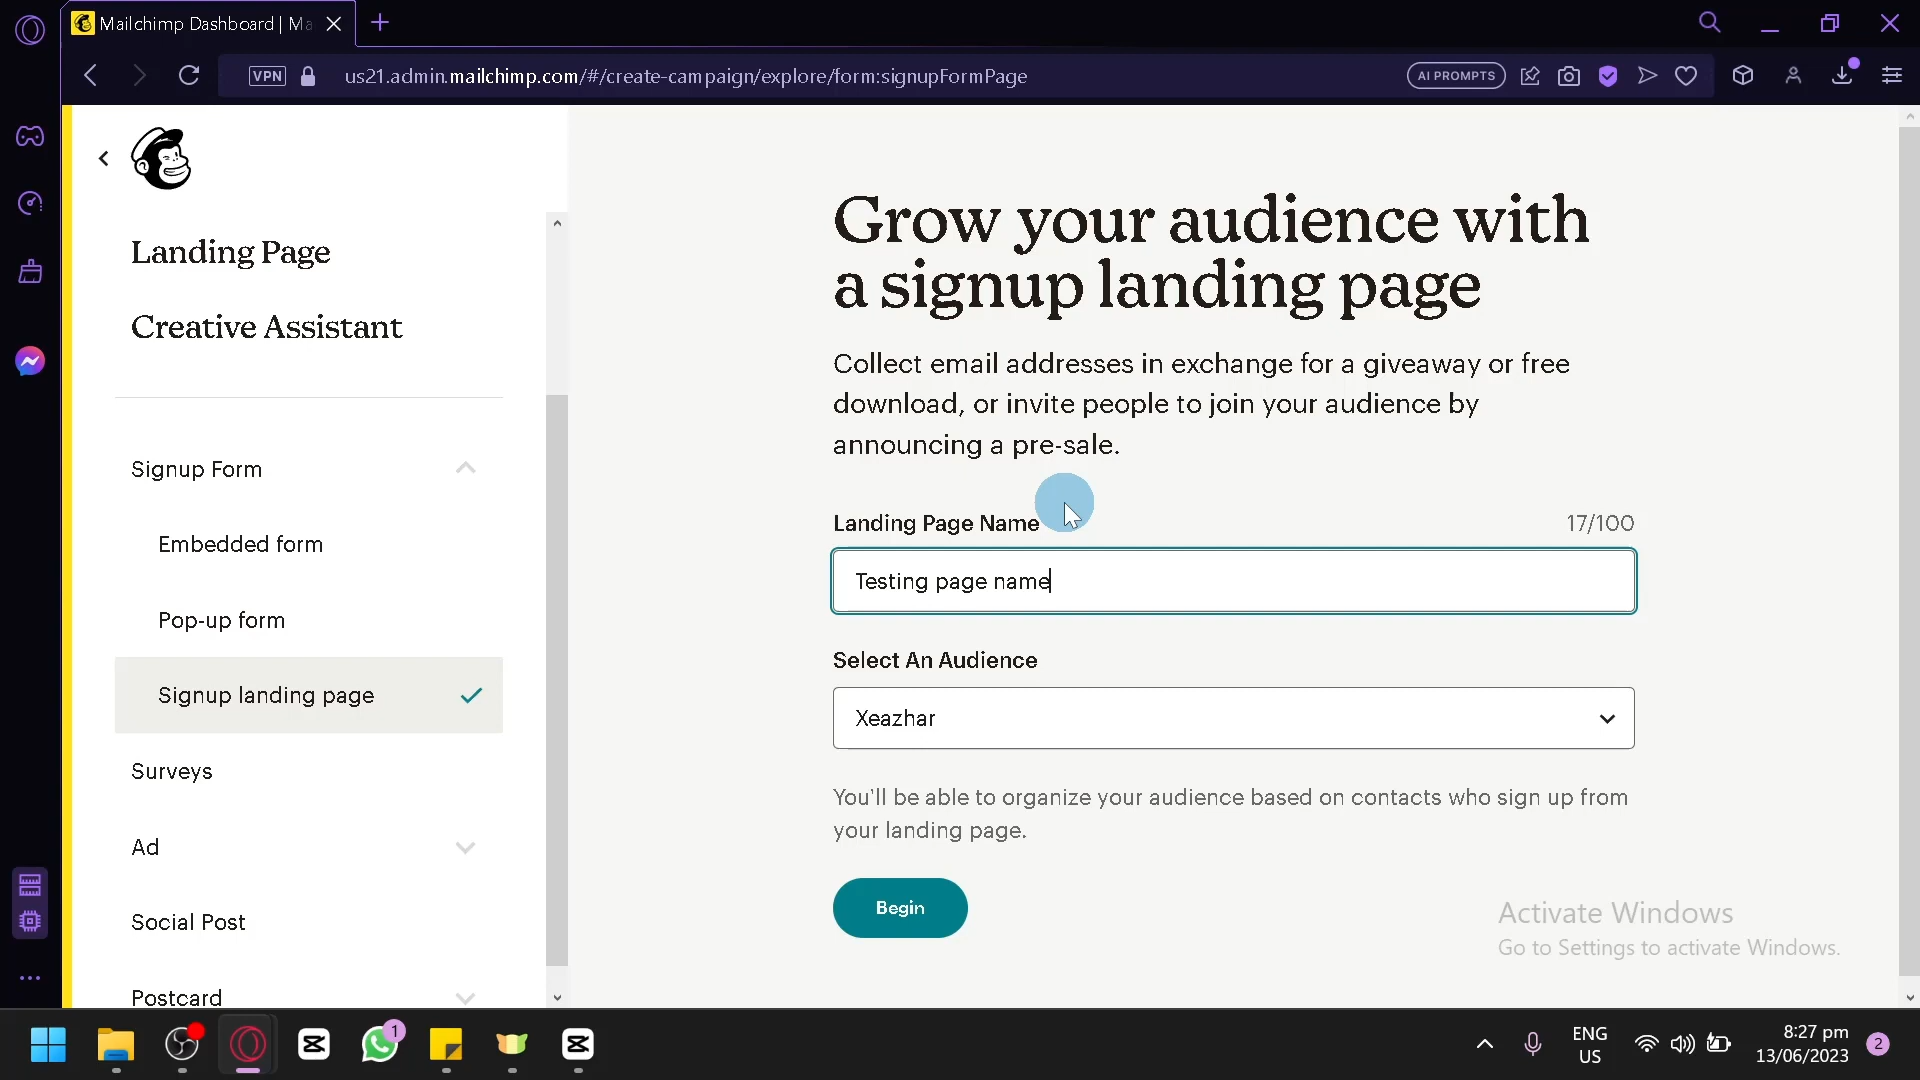 Mailchimp Dashboard | Ma
VPN
us21.admin.mailchimp.com/#/create-campaign/explore/form:signupFormPage
AI PROMPTS
Landing Page
Creative Assistant
Signup Form
Embedded form
Pop-up form
Signup landing page
Surveys
Ad
Social Post
Postcard
Grow your audience with
a signup landing page
Collect email addresses in exchange for a giveaway or free
download, or invite people to join your audience by
announcing a pre-sale.
Landing Page Name
17/100
Testing page name
Select An Audience
Xeazhar
You'll be able to organize your audience based on contacts who sign up from
your landing page.
Begin
Activate Windows
Go to Settings to activate Windows.
1
ENG
US
8:27 pm
13/06/2023
2